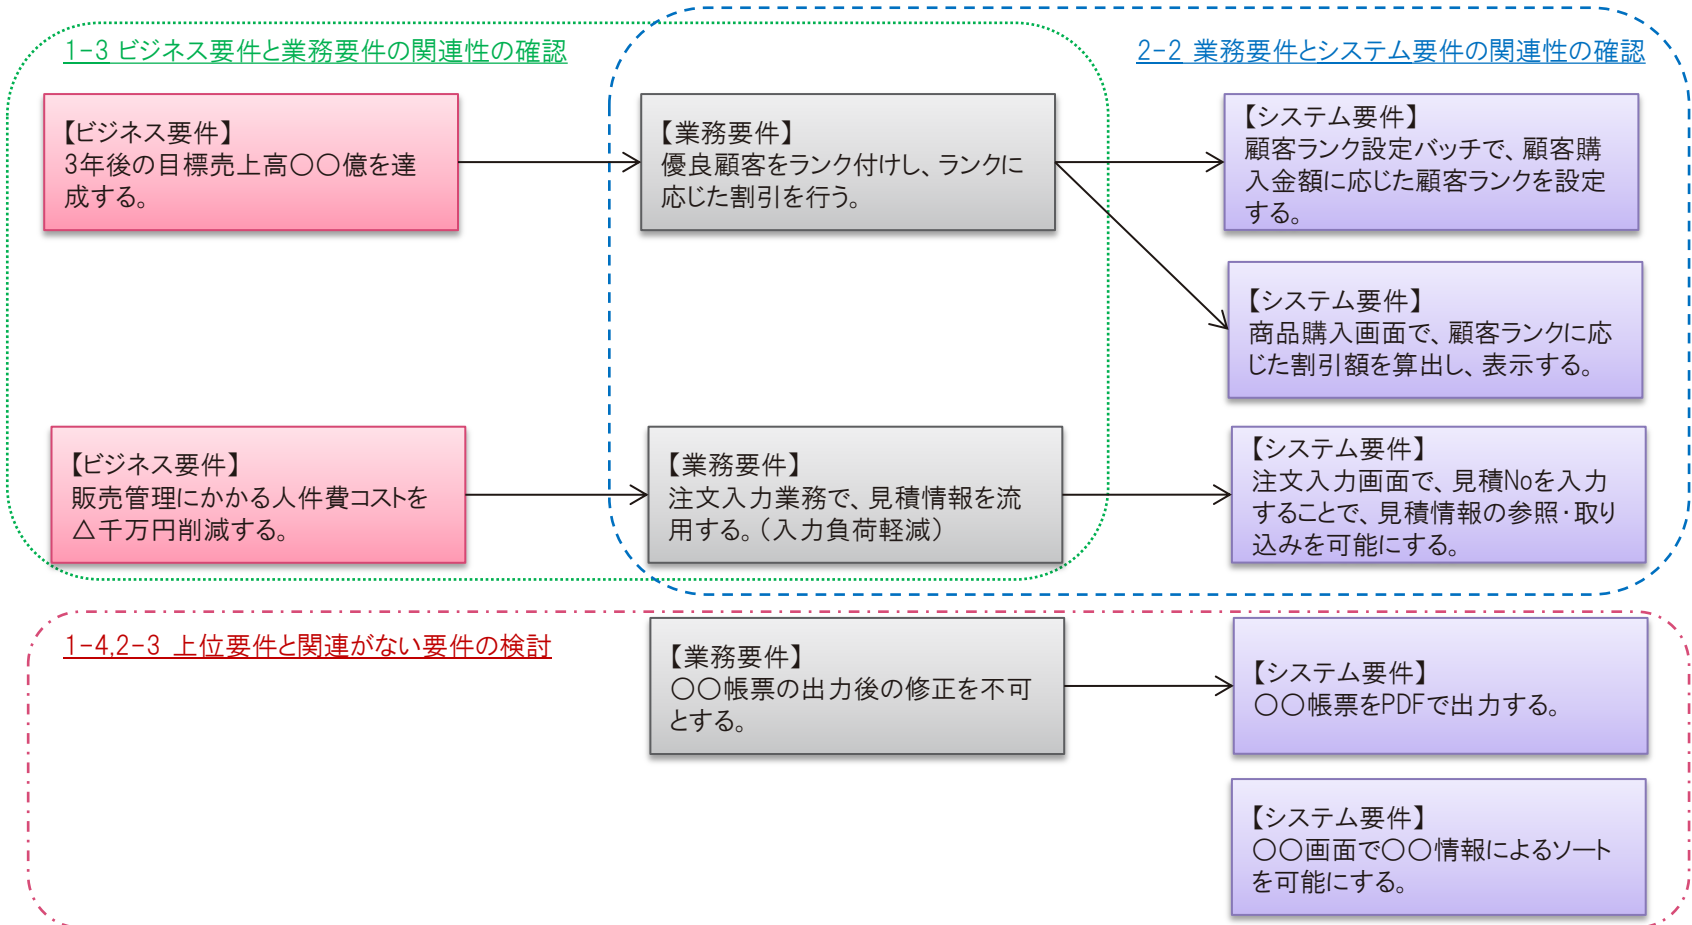 1-3 ビジネス要件と業務要件の関連性の確認
2-2 業務要件とシステム要件の関連性の確認
【ビジネス要件】
3年後の目標売上高〇〇億を達
成する。
【業務要件】
優良顧客をランク付けし、ランクに
応じた割引を行う。
【システム要件】
顧客ランク設定バッチで、顧客購
入金額に応じた顧客ランクを設定
する。
【システム要件】
商品購入画面で、顧客ランクに応
じた割引額を算出し、表示する。
【ビジネス要件】
販売管理にかかる人件費コストを
△千万円削減する。
【業務要件】
注文入力業務で、見積情報を流
用する。（入力負荷軽減）
【システム要件】
注文入力画面で、見積Noを入力
することで、見積情報の参照・取り
込みを可能にする。
1-4,2-3 上位要件と関連がない要件の検討
【業務要件】
〇〇帳票の出力後の修正を不可
とする。
【システム要件】
〇〇帳票をPDFで出力する。
【システム要件】
〇〇画面で〇〇情報によるソート
を可能にする。